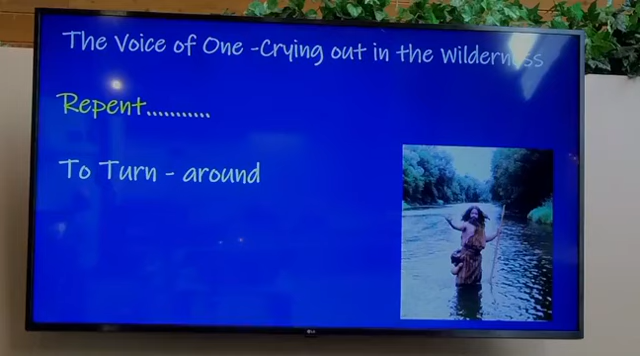 The Voice of One -Crying out in the Wilderness
Repent...........
To Turn - around
LG